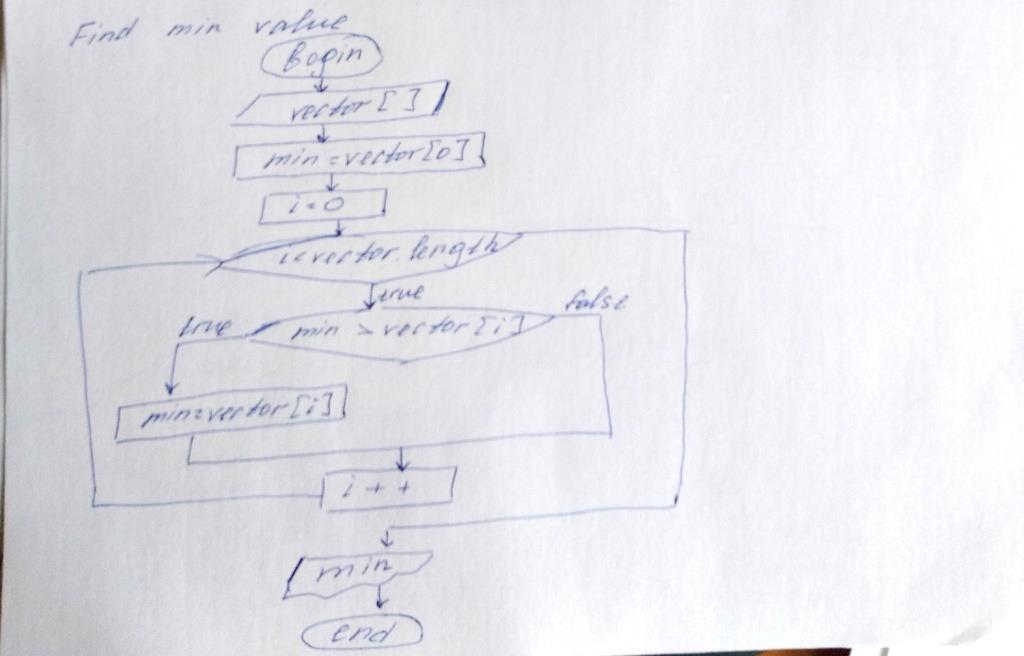 Find min value
Begin
vector [ ]
min = vector [0]
i = 0
i < vector. length
true
false
true
min > vector [i]
min = vector [i]
i + +
min
end